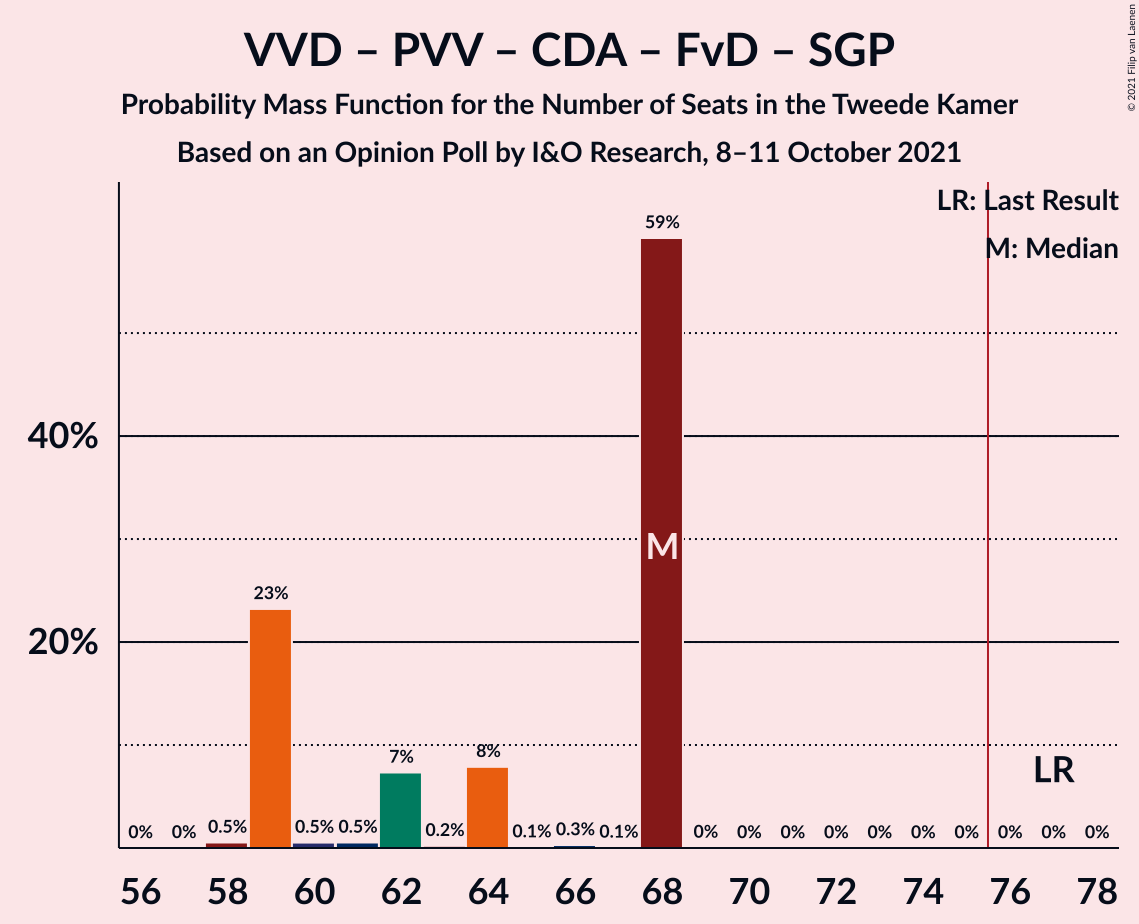 VVD – PVV – CDA – FvD – SGP
Probability Mass Function for the Number of Seats in the Tweede Kamer
Based on an Opinion Poll by I&O Research, 8–11 October 2021
© 2021 Filip van Laenen
LR: Last Result
M: Median
40%
20%
0% 0% 0.5% 23% 0.5% 0.5% 7% 0.2% 8% 0.1% 0.3% 0.1% 59% 0% 0% 0% 0% 0% 0% 0% 0% 0% 0%
M
LR
56 58 60 62 64 66 68 70 72 74 76 78